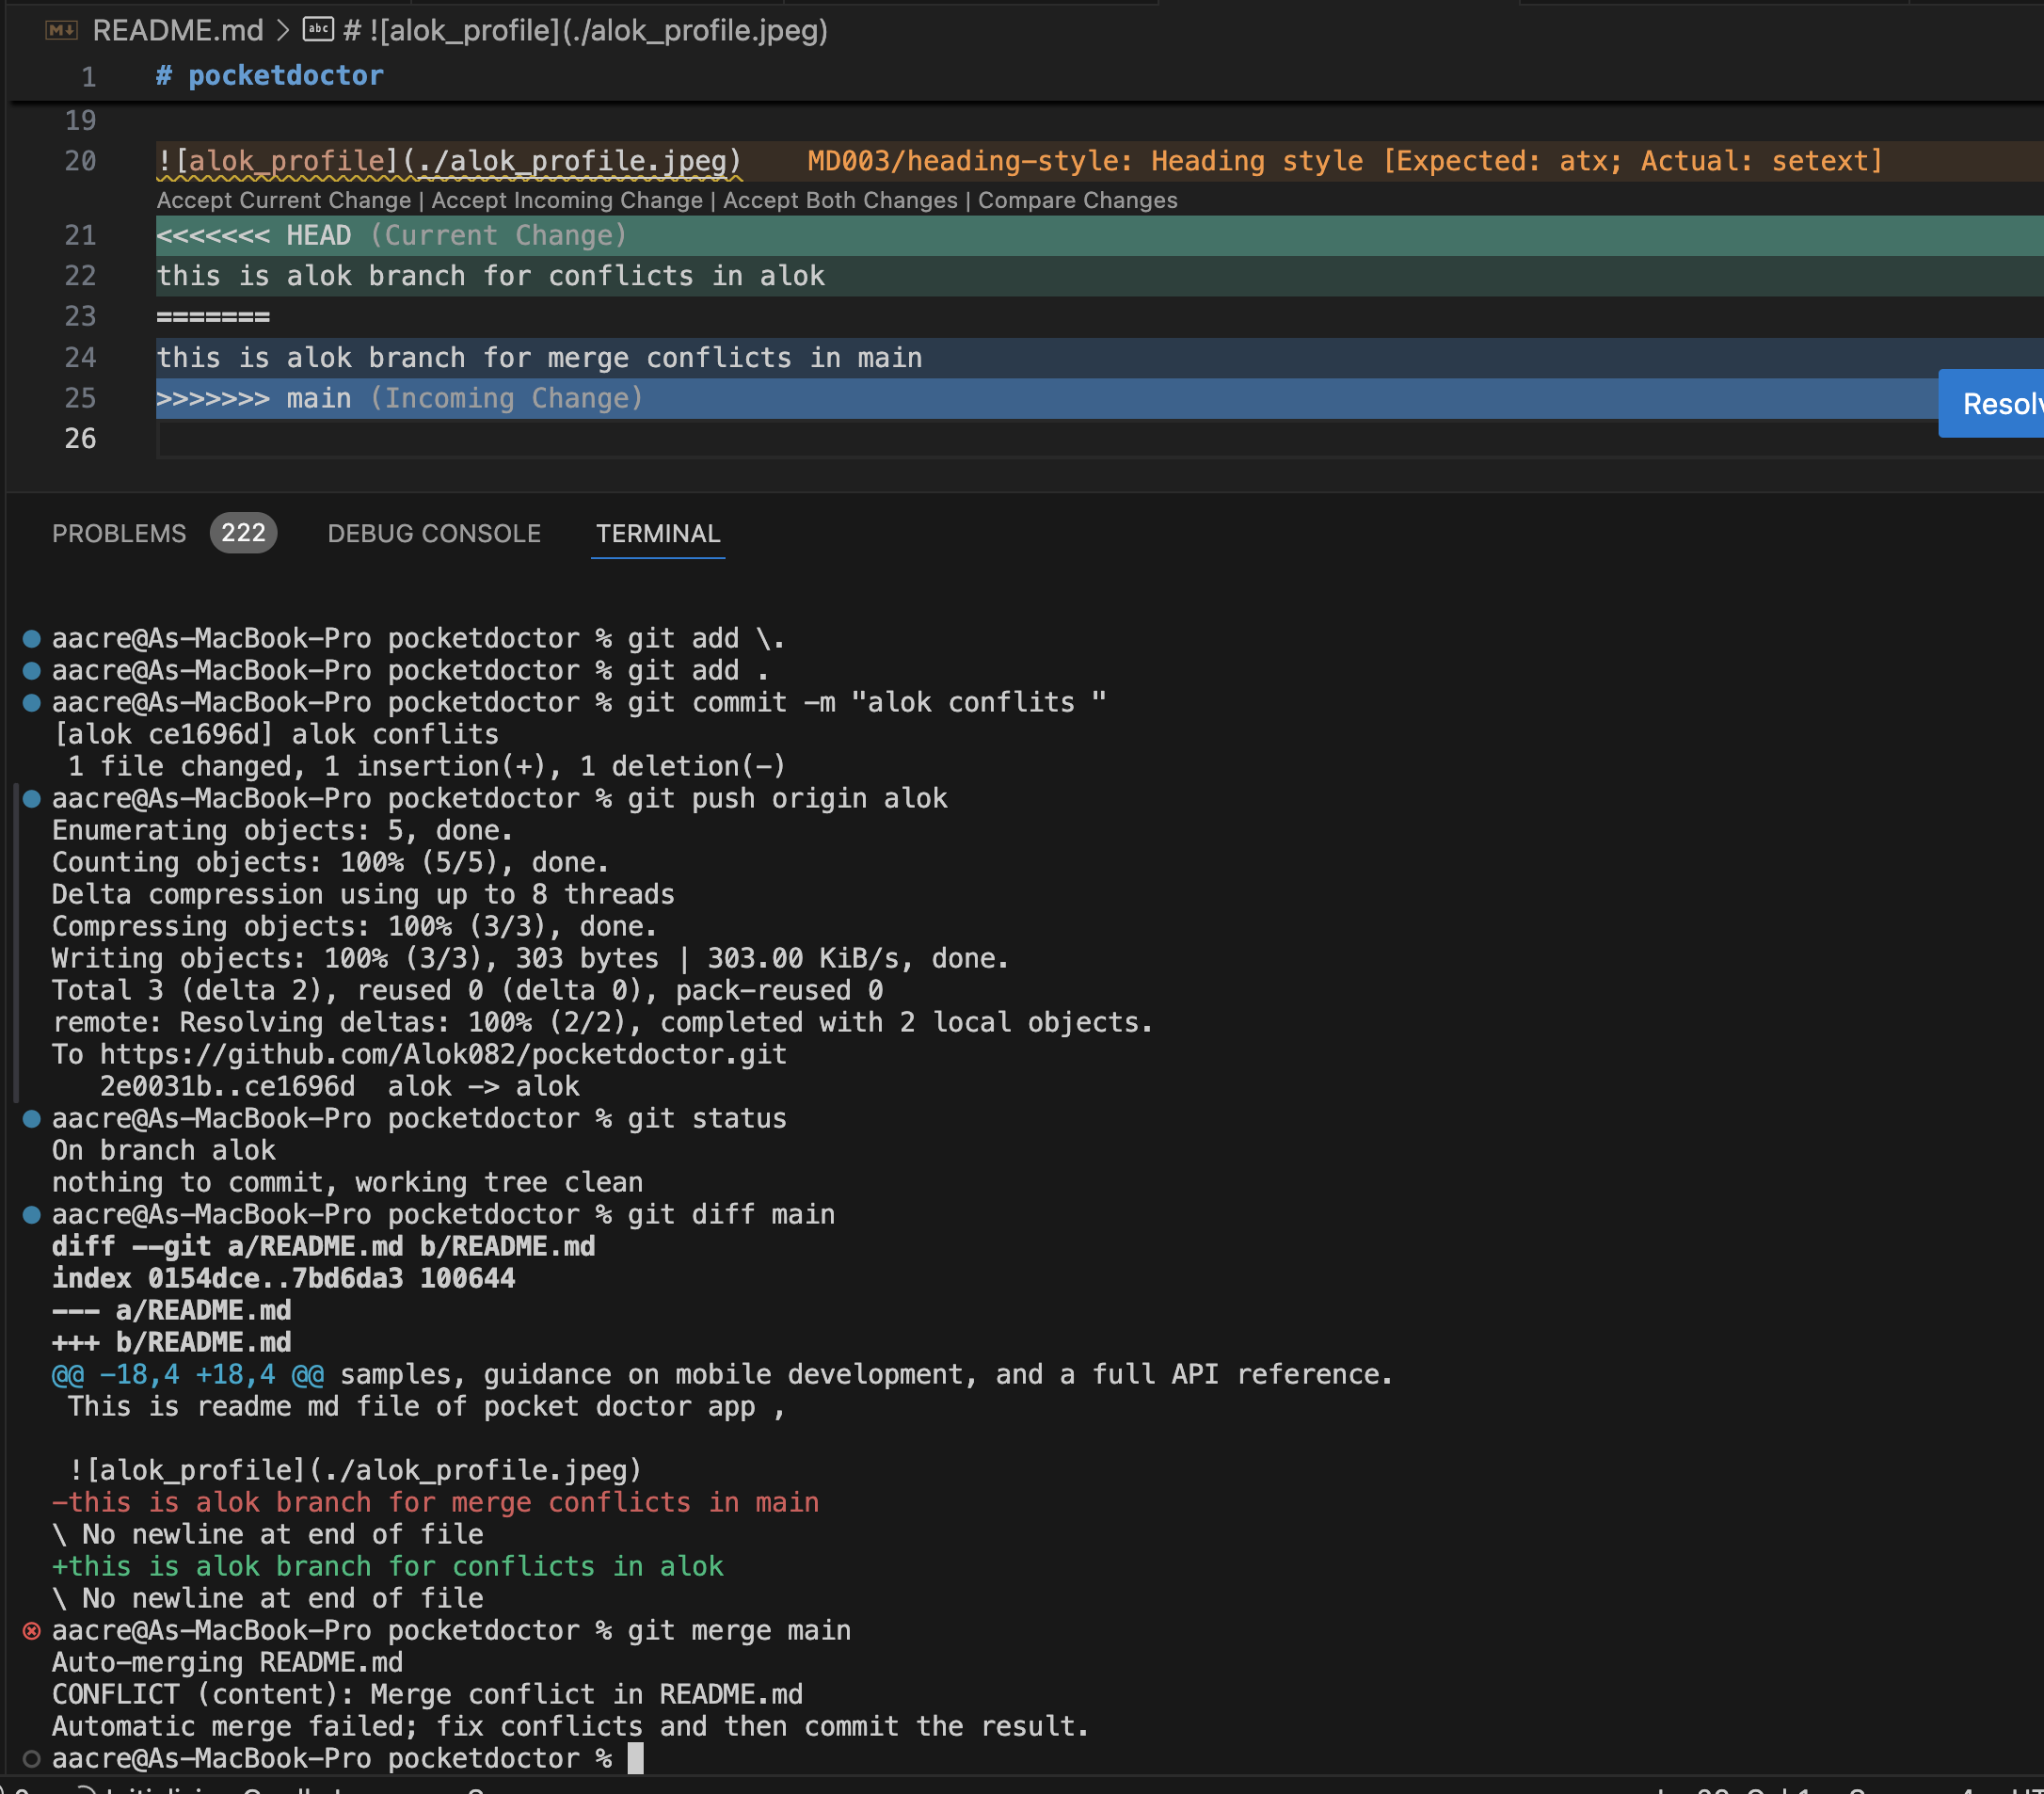 README.md > # ![alok_profile](./alok_profile.jpeg)
1 # pocketdoctor
19
20 ![alok_profile](./alok_profile.jpeg) MD003/heading-style: Heading style [Expected: atx; Actual: setext]
Accept Current Change | Accept Incoming Change | Accept Both Changes | Compare Changes
21 <<<<<<< HEAD (Current Change)
22 this is alok branch for conflicts in alok
23 =======
24 this is alok branch for merge conflicts in main
25 >>>>>>> main (Incoming Change)
26
PROBLEMS 222 DEBUG CONSOLE TERMINAL
aacre@As-MacBook-Pro pocketdoctor % git add \.
aacre@As-MacBook-Pro pocketdoctor % git add .
aacre@As-MacBook-Pro pocketdoctor % git commit -m "alok conflits "
[alok ce1696d] alok conflits
1 file changed, 1 insertion(+), 1 deletion(-)
aacre@As-MacBook-Pro pocketdoctor % git push origin alok
Enumerating objects: 5, done.
Counting objects: 100% (5/5), done.
Delta compression using up to 8 threads
Compressing objects: 100% (3/3), done.
Writing objects: 100% (3/3), 303 bytes | 303.00 KiB/s, done.
Total 3 (delta 2), reused 0 (delta 0), pack-reused 0
remote: Resolving deltas: 100% (2/2), completed with 2 local objects.
To https://github.com/Alok082/pocketdoctor.git
2e0031b..ce1696d alok -> alok
aacre@As-MacBook-Pro pocketdoctor % git status
On branch alok
nothing to commit, working tree clean
aacre@As-MacBook-Pro pocketdoctor % git diff main
diff --git a/README.md b/README.md
index 0154dce..7bd6da3 100644
--- a/README.md
+++ b/README.md
@@ -18,4 +18,4 @@ samples, guidance on mobile development, and a full API reference.
This is readme md file of pocket doctor app ,
![alok_profile](./alok_profile.jpeg)
-this is alok branch for merge conflicts in main
\ No newline at end of file
+this is alok branch for conflicts in alok
\ No newline at end of file
aacre@As-MacBook-Pro pocketdoctor % git merge main
Auto-merging README.md
CONFLICT (content): Merge conflict in README.md
Automatic merge failed; fix conflicts and then commit the result.
aacre@As-MacBook-Pro pocketdoctor %